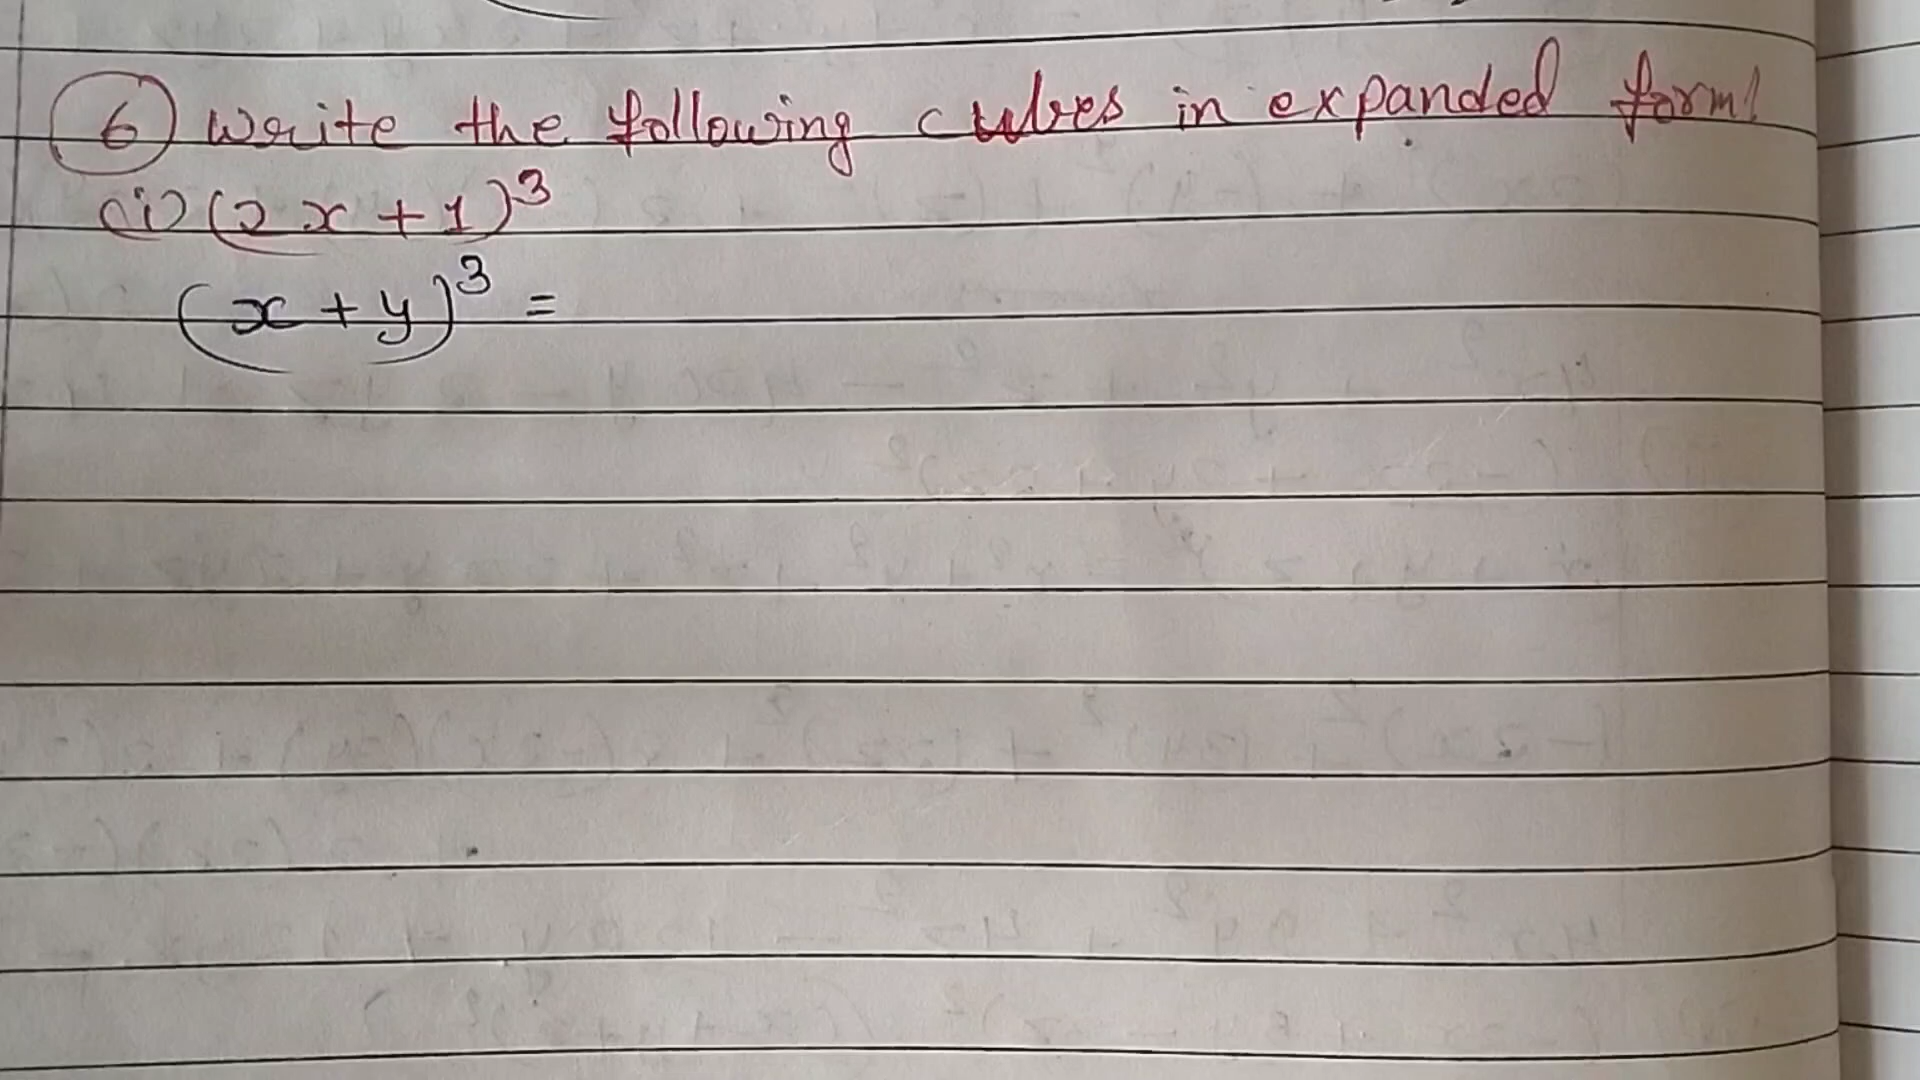 6 Write the following cubes in expanded form:
(i) (2x + 1)³
(x + y)³ =